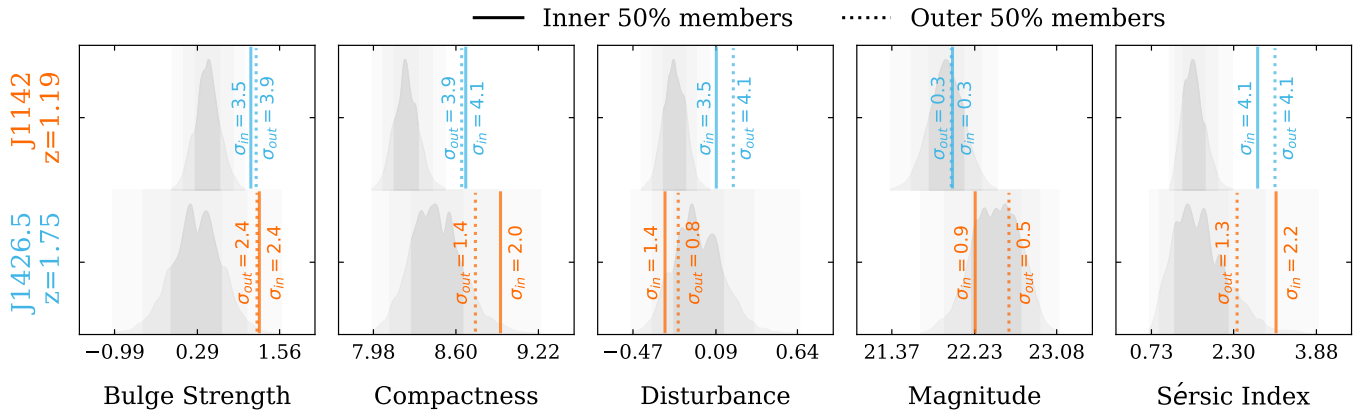 Inner 50% members
Outer 50% members
J1142
z=1.19
σin = 3.5
σout = 3.9
σout = 3.9
σin = 4.1
σin = 3.5
σout = 4.1
σout = 0.3
σin = 0.3
σin = 4.1
σout = 4.1
J1426.5
z=1.75
σout = 2.4
σin = 2.4
σout = 1.4
σin = 2.0
σin = 1.4
σout = 0.8
σin = 0.9
σout = 0.5
σout = 1.3
σin = 2.2
−0.99 0.29 1.56
7.98 8.60 9.22
−0.47 0.09 0.64
21.37 22.23 23.08
0.73 2.30 3.88
Bulge Strength
Compactness
Disturbance
Magnitude
Sérsic Index